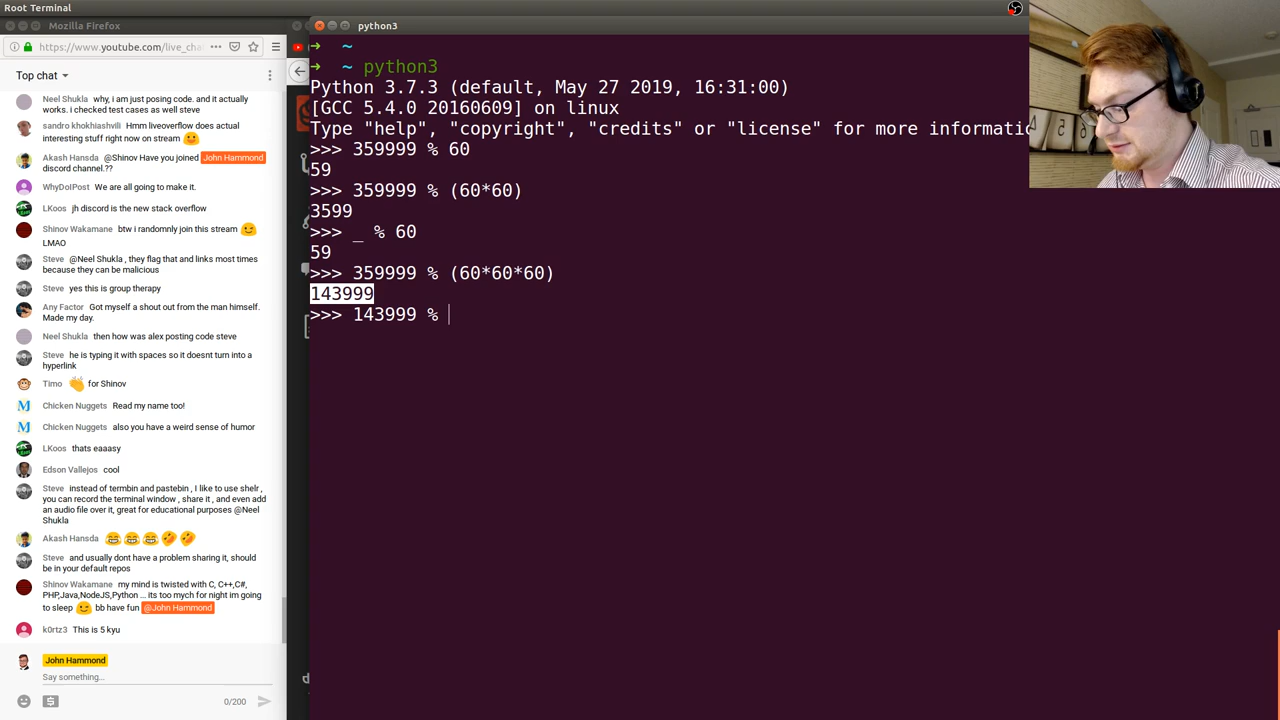 Root Terminal
Mozilla Firefox
https://www.youtube.com/live_cha
Top chat
Neel Shukla why, i am just posing code. and it actually
works. i checked test cases as well steve
sandro khokhiashvili Hmm liveoverflow does actual
interesting stuff right now on stream
Akash Hansda @Shinov Have you joined John Hammond
discord channel.??
WhyDoIPost We are all going to make it.
LKoos jh discord is the new stack overflow
Shinov Wakamane btw i randomnly join this stream
LMAO
Steve @Neel Shukla , they flag that and links most times
because they can be malicious
Steve yes this is group therapy
Any Factor Got myself a shout out from the man himself.
Made my day.
Neel Shukla then how was alex posting code steve
Steve he is typing it with spaces so it doesnt turn into a
hyperlink
Timo 👏 for Shinov
Chicken Nuggets Read my name too!
Chicken Nuggets also you have a weird sense of humor
LKoos thats eaaasy
Edson Vallejos cool
Steve instead of termbin and pastebin , I like to use shelr ,
you can record the terminal window , share it , and even add
an audio file over it, great for educational purposes @Neel
Shukla
Akash Hansda 😂😂😂🤣🤣
Steve and usually dont have a problem sharing it, should
be in your default repos
Shinov Wakamane my mind is twisted with C, C++,C#,
PHP,Java,NodeJS,Python ... its too mych for night im going
to sleep 😉 bb have fun @John Hammond
k0rtz3 This is 5 kyu
John Hammond
Say something...
0/200
python3
➜ ~
➜ ~ python3
Python 3.7.3 (default, May 27 2019, 16:31:00)
[GCC 5.4.0 20160609] on linux
Type "help", "copyright", "credits" or "license" for more informatio
>>> 359999 % 60
59
>>> 359999 % (60*60)
3599
>>> _ % 60
59
>>> 359999 % (60*60*60)
143999
>>> 143999 %